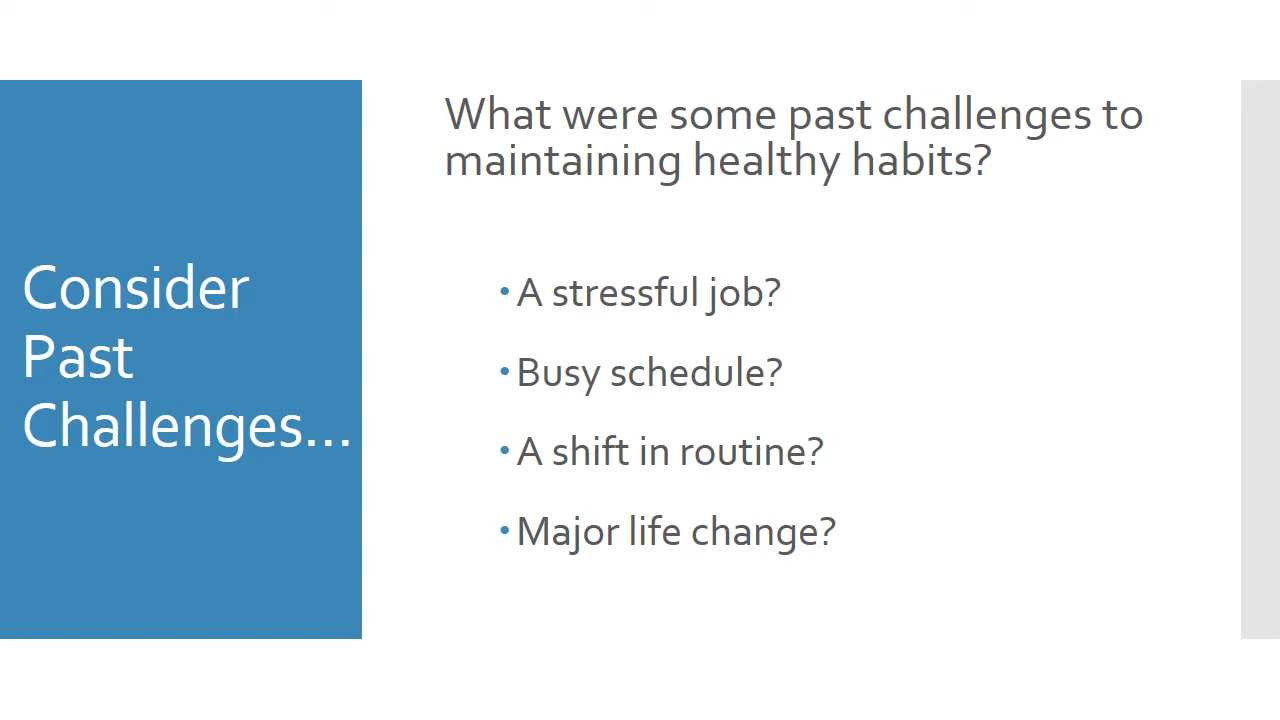 Consider
Past
Challenges...
What were some past challenges to
maintaining healthy habits?
• A stressful job?
• Busy schedule?
• A shift in routine?
• Major life change?